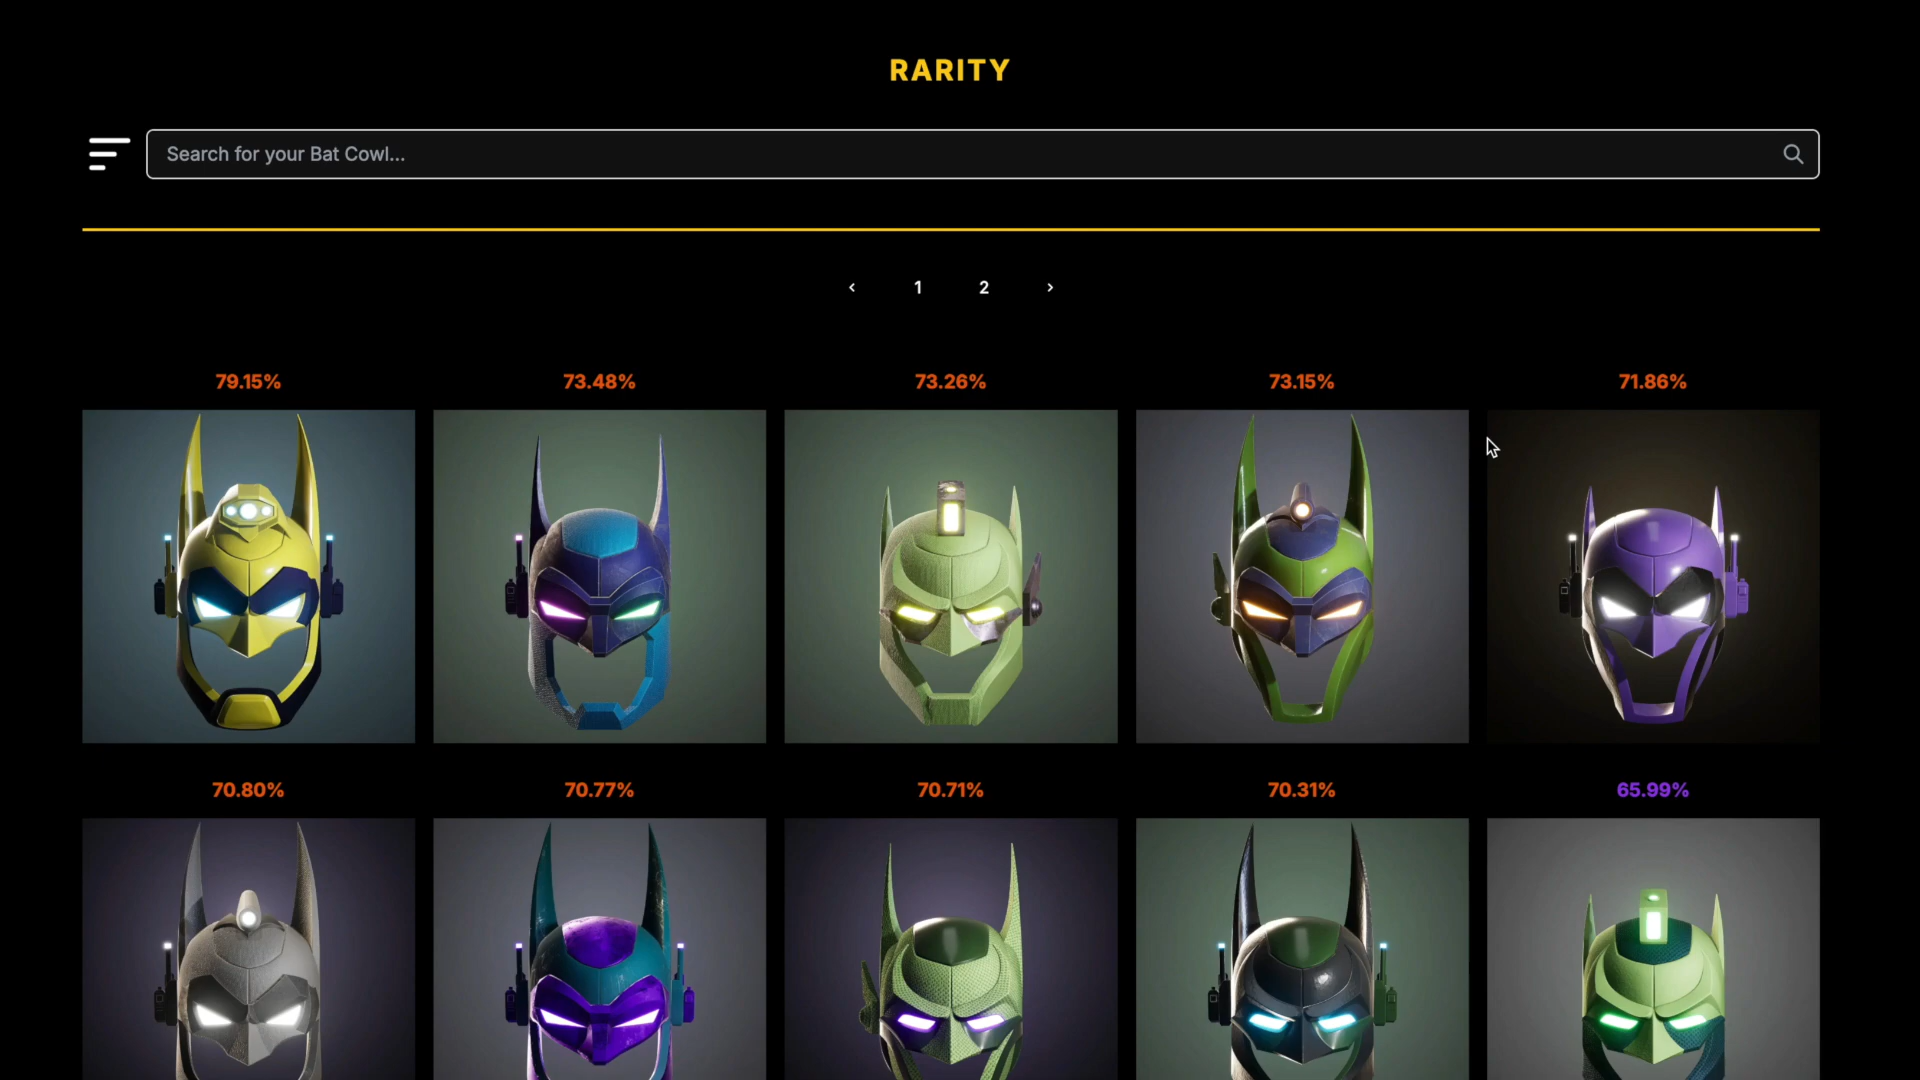 RARITY
Search for your Bat Cowl...
‹ 1 2 ›
79.15% 73.48% 73.26% 73.15% 71.86%
70.80% 70.77% 70.71% 70.31% 65.99%